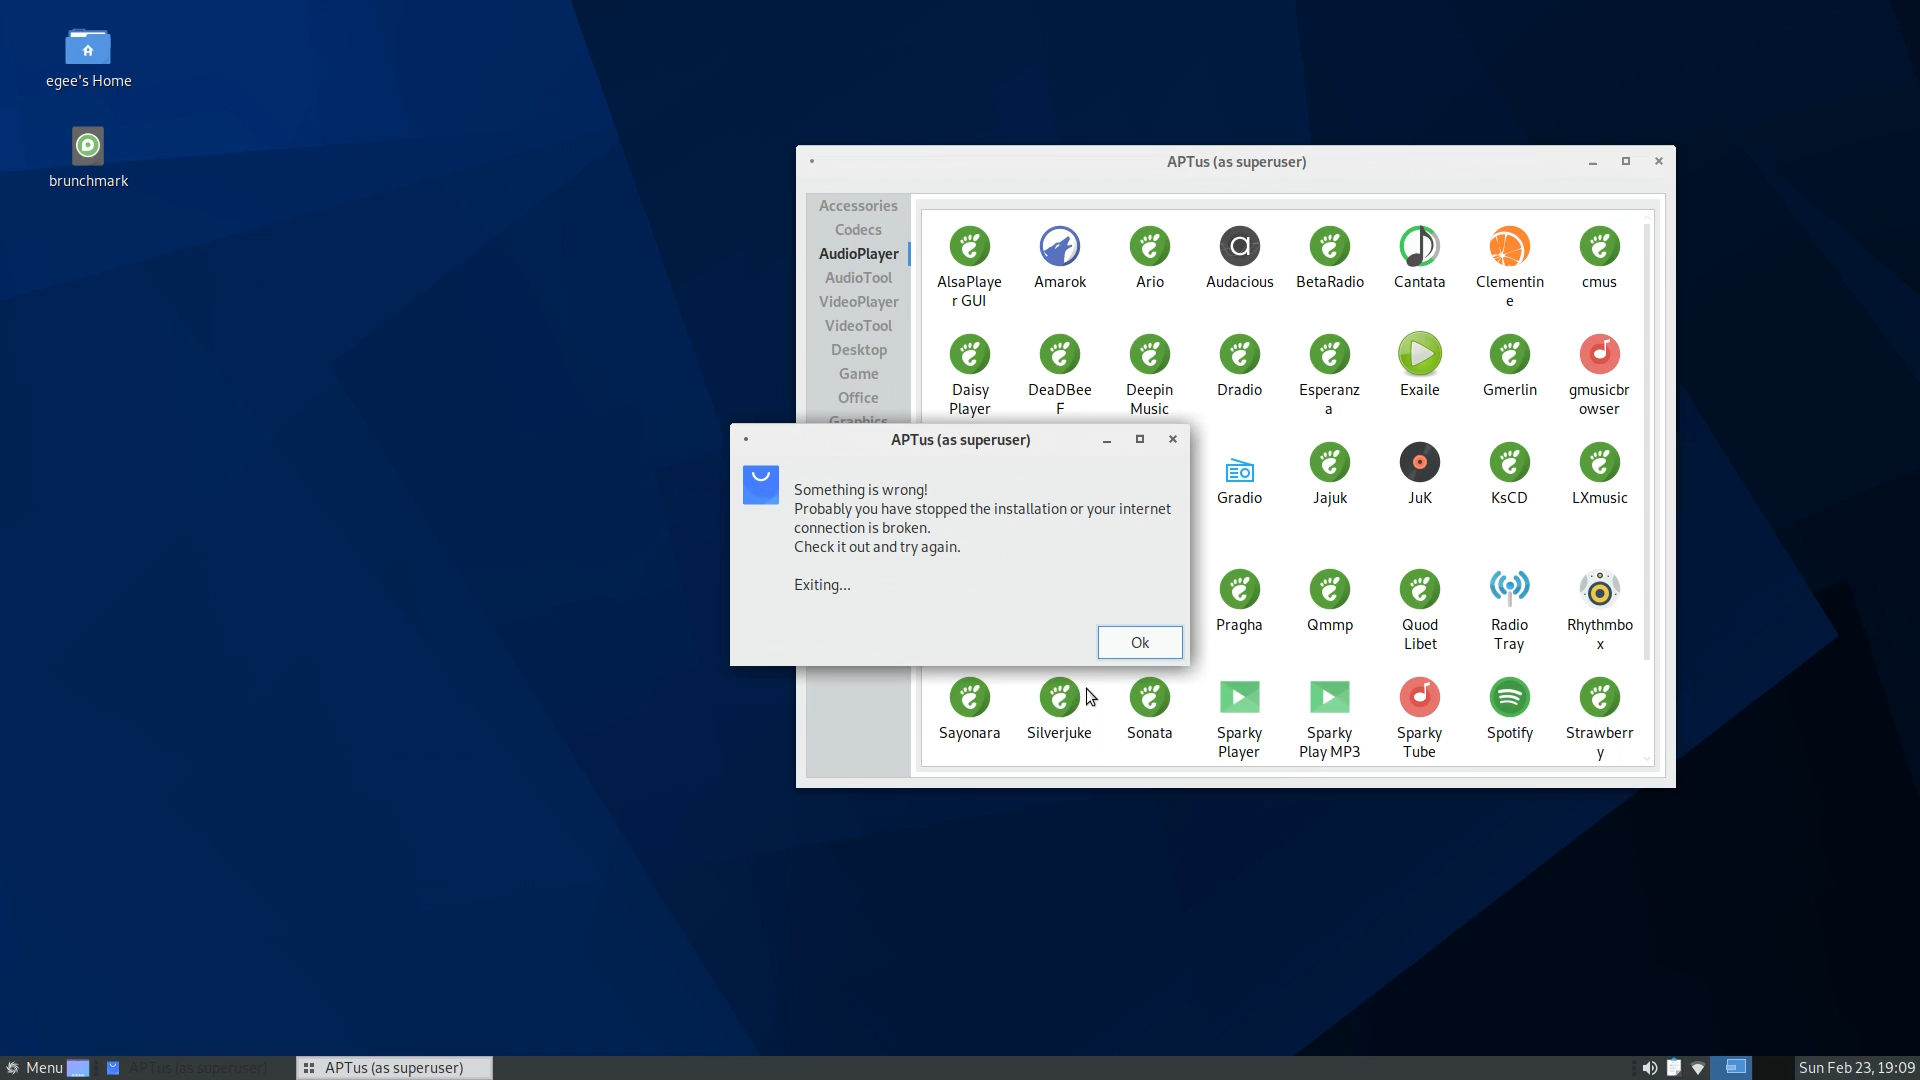 egee's Home
brunchmark
APTus (as superuser)
Accessories
Codecs
AudioPlayer
AudioTool
VideoPlayer
VideoTool
Desktop
Game
Office
Graphics
AlsaPlaye
r GUI
Amarok
Ario
Audacious
BetaRadio
Cantata
Clementin
e
cmus
Daisy
Player
DeaDBee
F
Deepin
Music
Dradio
Esperanz
a
Exaile
Gmerlin
gmusicbr
owser
Gradio
Jajuk
JuK
KsCD
LXmusic
Pragha
Qmmp
Quod
Libet
Radio
Tray
Rhythmbo
x
Sayonara
Silverjuke
Sonata
Sparky
Player
Sparky
Play MP3
Sparky
Tube
Spotify
Strawberr
y
APTus (as superuser)
Something is wrong!
Probably you have stopped the installation or your internet
connection is broken.
Check it out and try again.
Exiting...
Ok
Menu
APTus (as superuser)
APTus (as superuser)
Sun Feb 23, 19:09